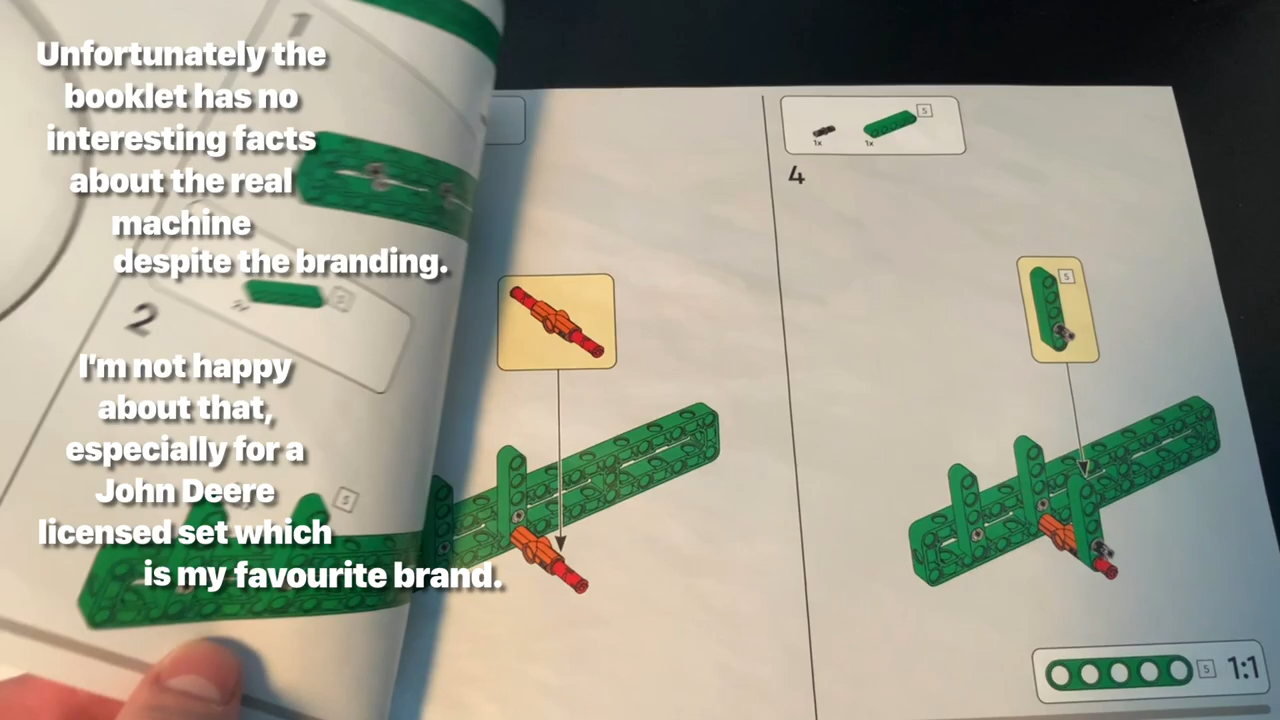 Unfortunately the
booklet has no
interesting facts
about the real
machine
despite the branding.
I'm not happy
about that,
especially for a
John Deere
licensed set which
is my favourite brand.
1
2
5
5
1x
1x
5
4
5
5
1:1